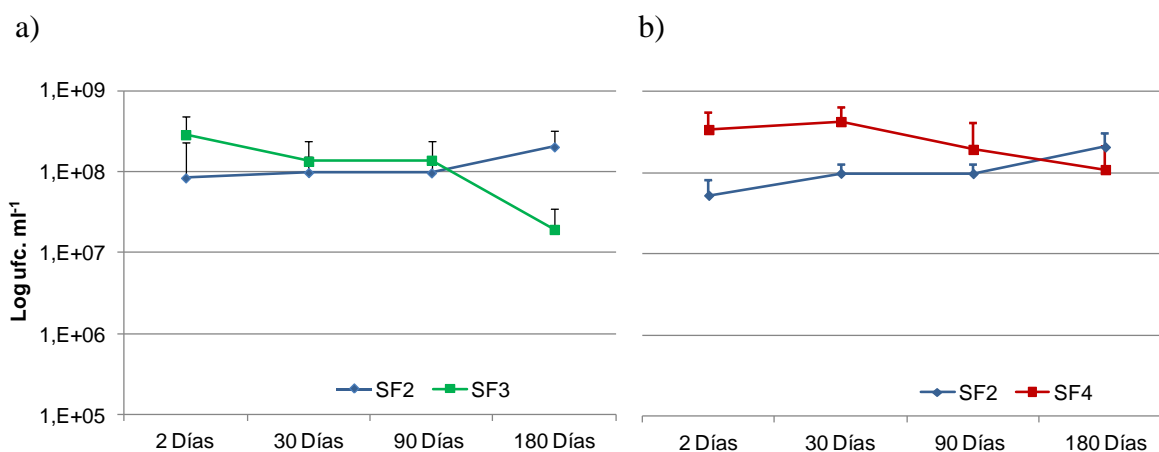 a)
b)
1,E+09
1,E+08
1,E+07
1,E+06
1,E+05
Log ufc. ml-1
SF2
SF3
2 Días
30 Días
90 Días
180 Días
SF2
SF4
2 Días
30 Días
90 Días
180 Días